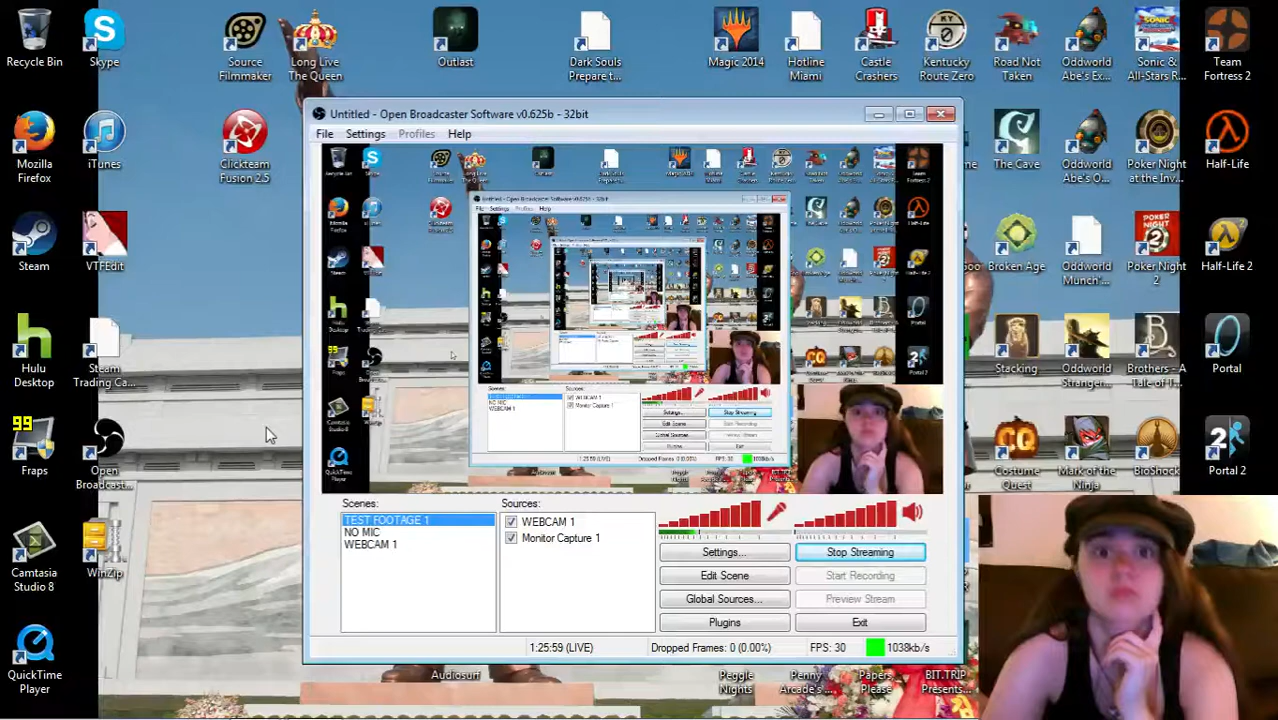 Recycle Bin
Skype
Source
Filmmaker
Long Live
The Queen
Outlast
Dark Souls
Prepare t...
Magic 2014
Hotline
Miami
Castle
Crashers
Kentucky
Route Zero
Road Not
Taken
Oddworld
Abe's Ex...
Sonic &
All-Stars R...
Team
Fortress 2
Untitled - Open Broadcaster Software v0.625b - 32bit
File
Settings
Profiles
Help
Mozilla
Firefox
iTunes
Clickteam
Fusion 2.5
The Cave
Oddworld
Abe's O...
Poker Night
at the Inv...
Half-Life
Steam
VTFEdit
Broken Age
Oddworld
Munch'...
Poker Night
2
Half-Life 2
Hulu
Desktop
Steam
Trading Ca...
Stacking
Oddworld
Stranger...
Brothers - A
Tale of T...
Portal
99
Fraps
Open
Broadcast...
Costume
Quest
Mark of the
Ninja
BioShock
Portal 2
Camtasia
Studio 8
WinZip
QuickTime
Player
Scenes:
TEST FOOTAGE 1
NO MIC
WEBCAM 1
Sources:
WEBCAM 1
Monitor Capture 1
Settings...
Stop Streaming
Edit Scene
Start Recording
Global Sources...
Preview Stream
Plugins
Exit
1:25:59 (LIVE)
Dropped Frames: 0 (0.00%)
FPS: 30
1038kb/s
Audiosurf
Peggle
Nights
Penny
Arcade's ...
Papers,
Please
BIT.TRIP
Presents...